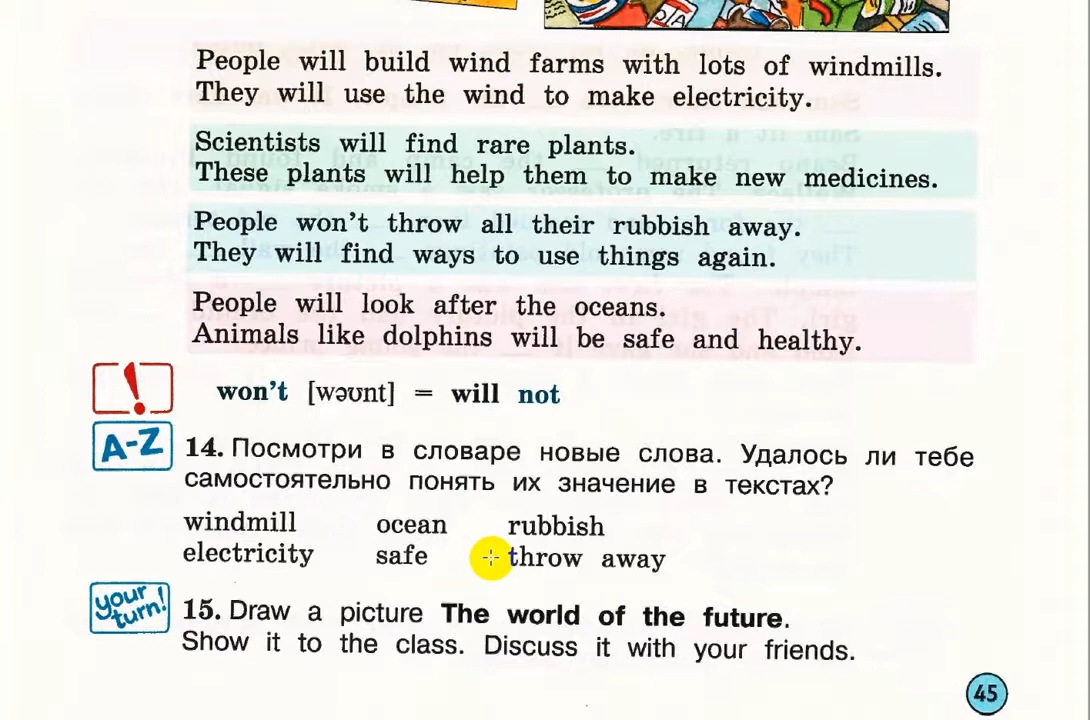 People will build wind farms with lots of windmills.
They will use the wind to make electricity.
Scientists will find rare plants.
These plants will help them to make new medicines.
People won't throw all their rubbish away.
They will find ways to use things again.
People will look after the oceans.
Animals like dolphins will be safe and healthy.
won't [wəʊnt] = will not
A-Z 14. Посмотри в словаре новые слова. Удалось ли тебе
самостоятельно понять их значение в текстах?
windmill ocean rubbish
electricity safe throw away
your turn! 15. Draw a picture The world of the future.
Show it to the class. Discuss it with your friends.
45